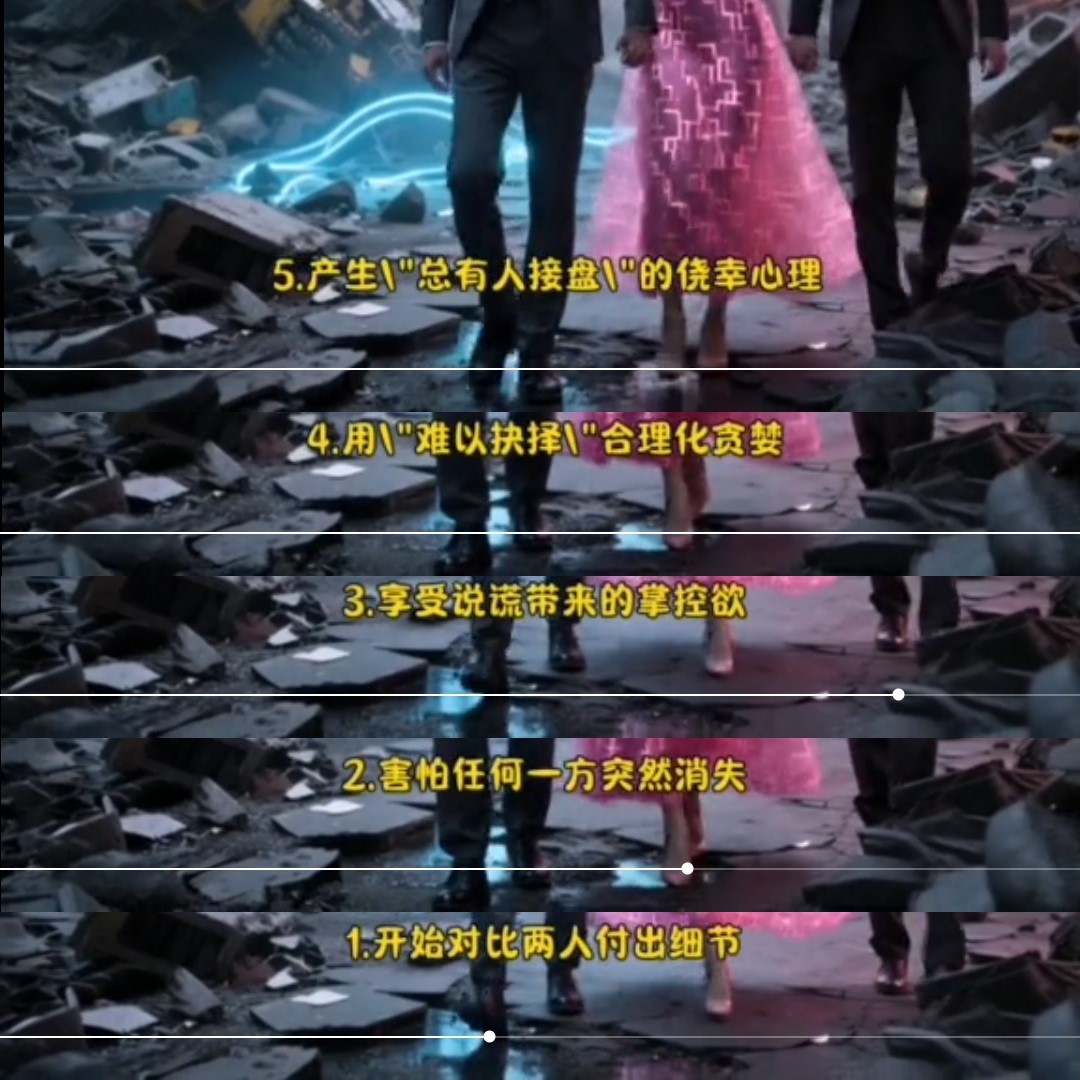 5.产生\"总有人接盘\"的侥幸心理
4.用\"难以抉择\"合理化贪婪
3.享受说谎带来的掌控欲
2.害怕任何一方突然消失
1.开始对比两人付出细节